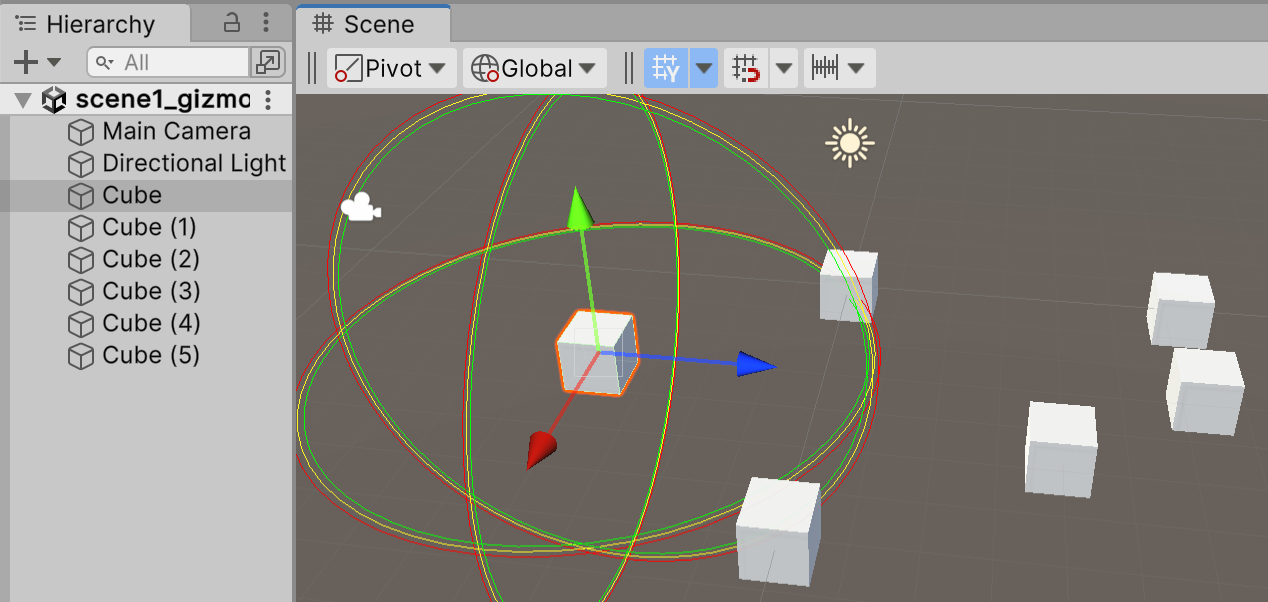 Hierarchy
All
scene1_gizmo
Main Camera
Directional Light
Cube
Cube (1)
Cube (2)
Cube (3)
Cube (4)
Cube (5)
Scene
Pivot
Global